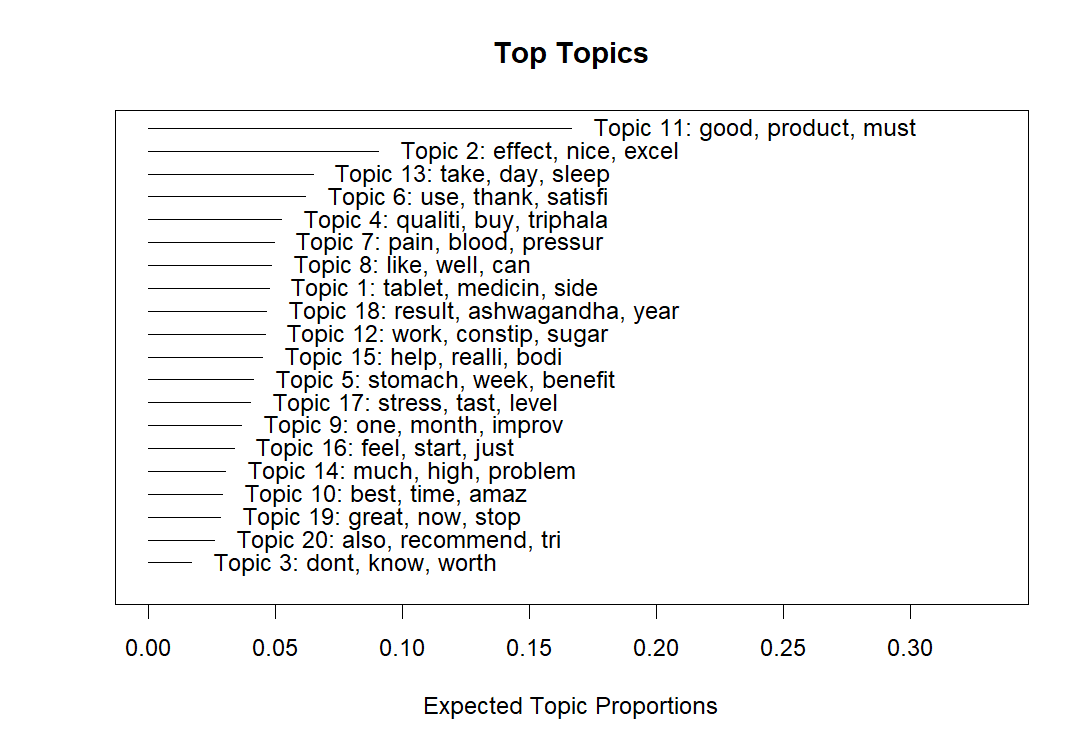 Top Topics
Topic 11: good, product, must
Topic 2: effect, nice, excel
Topic 13: take, day, sleep
Topic 6: use, thank, satisfi
Topic 4: qualiti, buy, triphala
Topic 7: pain, blood, pressur
Topic 8: like, well, can
Topic 1: tablet, medicin, side
Topic 18: result, ashwagandha, year
Topic 12: work, constip, sugar
Topic 15: help, realli, bodi
Topic 5: stomach, week, benefit
Topic 17: stress, tast, level
Topic 9: one, month, improv
Topic 16: feel, start, just
Topic 14: much, high, problem
Topic 10: best, time, amaz
Topic 19: great, now, stop
Topic 20: also, recommend, tri
Topic 3: dont, know, worth
0.00 0.05 0.10 0.15 0.20 0.25 0.30
Expected Topic Proportions